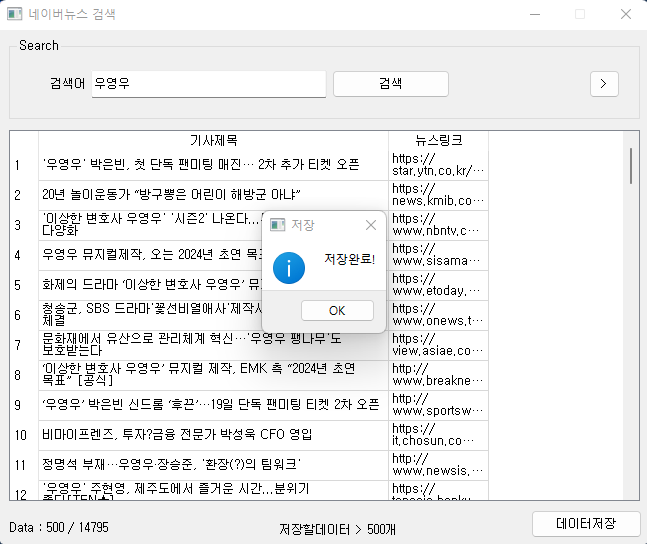 네이버뉴스 검색
Search
검색어 우영우 검색 >
기사제목 뉴스링크
1 '우영우' 박은빈, 첫 단독 팬미팅 매진… 2차 추가 티켓 오픈 https://
star.ytn.co.kr/…
2 20년 놀이운동가 “방구뽕은 어린이 해방군 아냐” https://
news.kmib.co…
3 '이상한 변호사 우영우' '시즌2' 나온다...
다양화 https://
www.nbntv.c…
4 우영우 뮤지컬제작, 오는 2024년 초연 목표 https://
www.sisama…
5 화제의 드라마 ‘이상한 변호사 우영우’ https://
www.etoday.…
6 청송군, SBS 드라마'꽃선비열애사'제작
체결 https://
www.onews.t…
7 문화재에서 유산으로 관리체계 혁신…'우영우 팽나무'도
보호받는다 https://
view.asiae.co…
8 ‘이상한 변호사 우영우’ 뮤지컬 제작, EMK 측 “2024년 초연
목표” [공식] http://
www.breakne…
9 ‘우영우’ 박은빈 신드롬 ‘후끈’…19일 단독 팬미팅 티켓 2차 오픈 http://
www.sportsw…
10 비마이프렌즈, 투자?금융 전문가 박성욱 CFO 영입 https://
it.chosun.co…
11 정명석 부재…우영우·장승준, '환장(?)의 팀워크' http://
www.newsis.…
12 '우영우' 주현영, 제주도에서 즐거운 시간...분위기 https://
저장
저장완료!
OK
Data : 500 / 14795 저장할데이터 > 500개 데이터저장